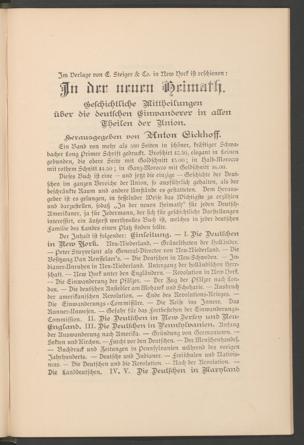 Im Verlage von E. Steiger & Co. in New York ist erschienen:
In der neuen Heimath.
Geschichtliche Mittheilungen
über die deutschen Einwanderer in allen
Theilen der Union.
Herausgegeben von Anton Eickhoff.
Ein Band von mehr als 500 Seiten in schöner, kräftiger Schwa-
bacher Long Primer Schrift gedruckt. Broschirt $2.50, elegant in Leinen
gebunden, die obere Seite mit Goldschnitt $3.00; in Halb-Morocco
mit rothem Schnitt $4.50; in Ganz-Morocco mit Goldschnitt
Dieses Buch ist eine — und jetzt die einzige — Geschichte der Deut-
schen im ganzen Bereiche der Union, so ausführlich gehalten, als der
beschränkte Raum und andere Umstände es gestatteten. Dem Heraus-
geber ist es gelungen, in fesselnder Weise das Wichtigste zu erzählen
und darzustellen, sodaß „In der neuen Heimath“ für jeden Deutsch-
Amerikaner, ja für Jedermann, der sich für geschichtliche Darstellungen
interessirt, ein äußerst werthvolles Buch ist, welches in jeder deutschen
Familie des Landes einen Platz finden sollte.
Der Inhalt ist folgender: Einleitung. — I. Die Deutschen
in New York. Neu-Niederland. — Gräuelthaten der Holländer.
— Peter Stuyvesant als General-Director von Neu-Niederland. — Die
Besitzung Van Rensselaer's. — Die Deutschen in Neu-Schweden. — In-
dianer-Unruhen in Neu-Niederland. Untergang der holländischen Herr-
schaft. — New York unter den Engländern. — Revolution in New York.
— Die Einwanderung der Pfälzer. — Der Zug der Pfälzer nach Lon-
don. — Die deutschen Ansiedler am Mohawk und Schoharie. — Ausbruch
der amerikanischen Revolution. — Ende des Revolutions-Krieges. —
Die Einwanderungs-Commission. — Die Reise ins Innere. Das
Runner-Unwesen. — Gefahr für das Fortbestehen der Einwanderungs-
Commission. II. Die Deutschen in New Jersey und Neu-
England. III. Die Deutschen in Pennsylvanien. Anfang
der Auswanderung nach Amerika. — Gründung von Germantown. —
Sekten und Kirchen. — Furcht vor den Deutschen. — Der Menschenhandel.
— Buchdruck und Zeitungen in Pennsylvanien während des vorigen
Jahrhunderts. — Deutsche und Indianer. — Freischulen und Nativis-
mus. — Die Deutschen und die Revolution. — Nach der Revolution. —
Die Landdeutschen. IV. V. Die Deutschen in Maryland